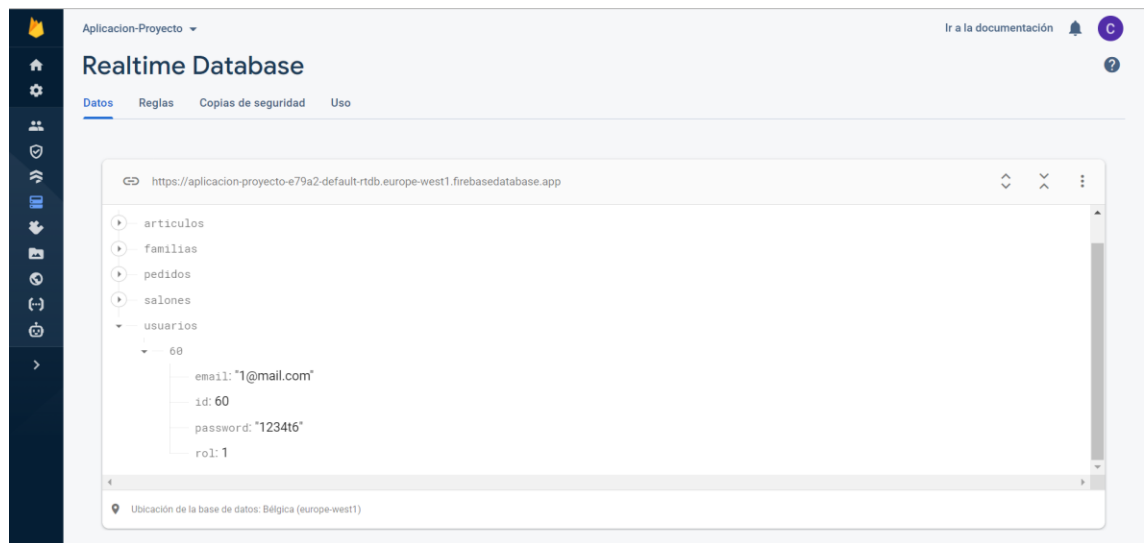 Aplicacion-Proyecto
Ir a la documentación
C
Realtime Database
?
Datos Reglas Copias de seguridad Uso
https://aplicacion-proyecto-e79a2-default-rtdb.europe-west1.firebasedatabase.app
articulos
familias
pedidos
salones
usuarios
60
email: "1@mail.com"
id: 60
password: "1234t6"
rol: 1
Ubicación de la base de datos: Bélgica (europe-west1)